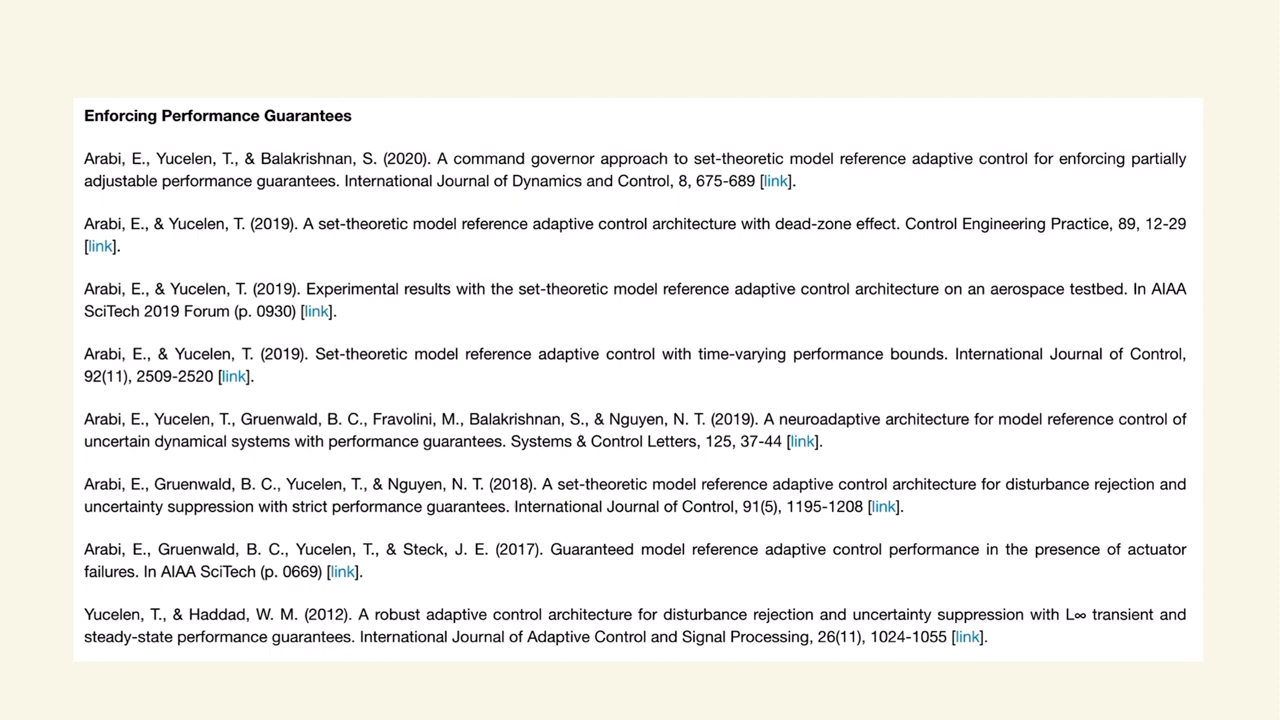 Enforcing Performance Guarantees
Arabi, E., Yucelen, T., & Balakrishnan, S. (2020). A command governor approach to set-theoretic model reference adaptive control for enforcing partially
adjustable performance guarantees. International Journal of Dynamics and Control, 8, 675-689 [link].
Arabi, E., & Yucelen, T. (2019). A set-theoretic model reference adaptive control architecture with dead-zone effect. Control Engineering Practice, 89, 12-29
[link].
Arabi, E., & Yucelen, T. (2019). Experimental results with the set-theoretic model reference adaptive control architecture on an aerospace testbed. In AIAA
SciTech 2019 Forum (p. 0930) [link].
Arabi, E., & Yucelen, T. (2019). Set-theoretic model reference adaptive control with time-varying performance bounds. International Journal of Control,
92(11), 2509-2520 [link].
Arabi, E., Yucelen, T., Gruenwald, B. C., Fravolini, M., Balakrishnan, S., & Nguyen, N. T. (2019). A neuroadaptive architecture for model reference control of
uncertain dynamical systems with performance guarantees. Systems & Control Letters, 125, 37-44 [link].
Arabi, E., Gruenwald, B. C., Yucelen, T., & Nguyen, N. T. (2018). A set-theoretic model reference adaptive control architecture for disturbance rejection and
uncertainty suppression with strict performance guarantees. International Journal of Control, 91(5), 1195-1208 [link].
Arabi, E., Gruenwald, B. C., Yucelen, T., & Steck, J. E. (2017). Guaranteed model reference adaptive control performance in the presence of actuator
failures. In AIAA SciTech (p. 0669) [link].
Yucelen, T., & Haddad, W. M. (2012). A robust adaptive control architecture for disturbance rejection and uncertainty suppression with L∞ transient and
steady-state performance guarantees. International Journal of Adaptive Control and Signal Processing, 26(11), 1024-1055 [link].